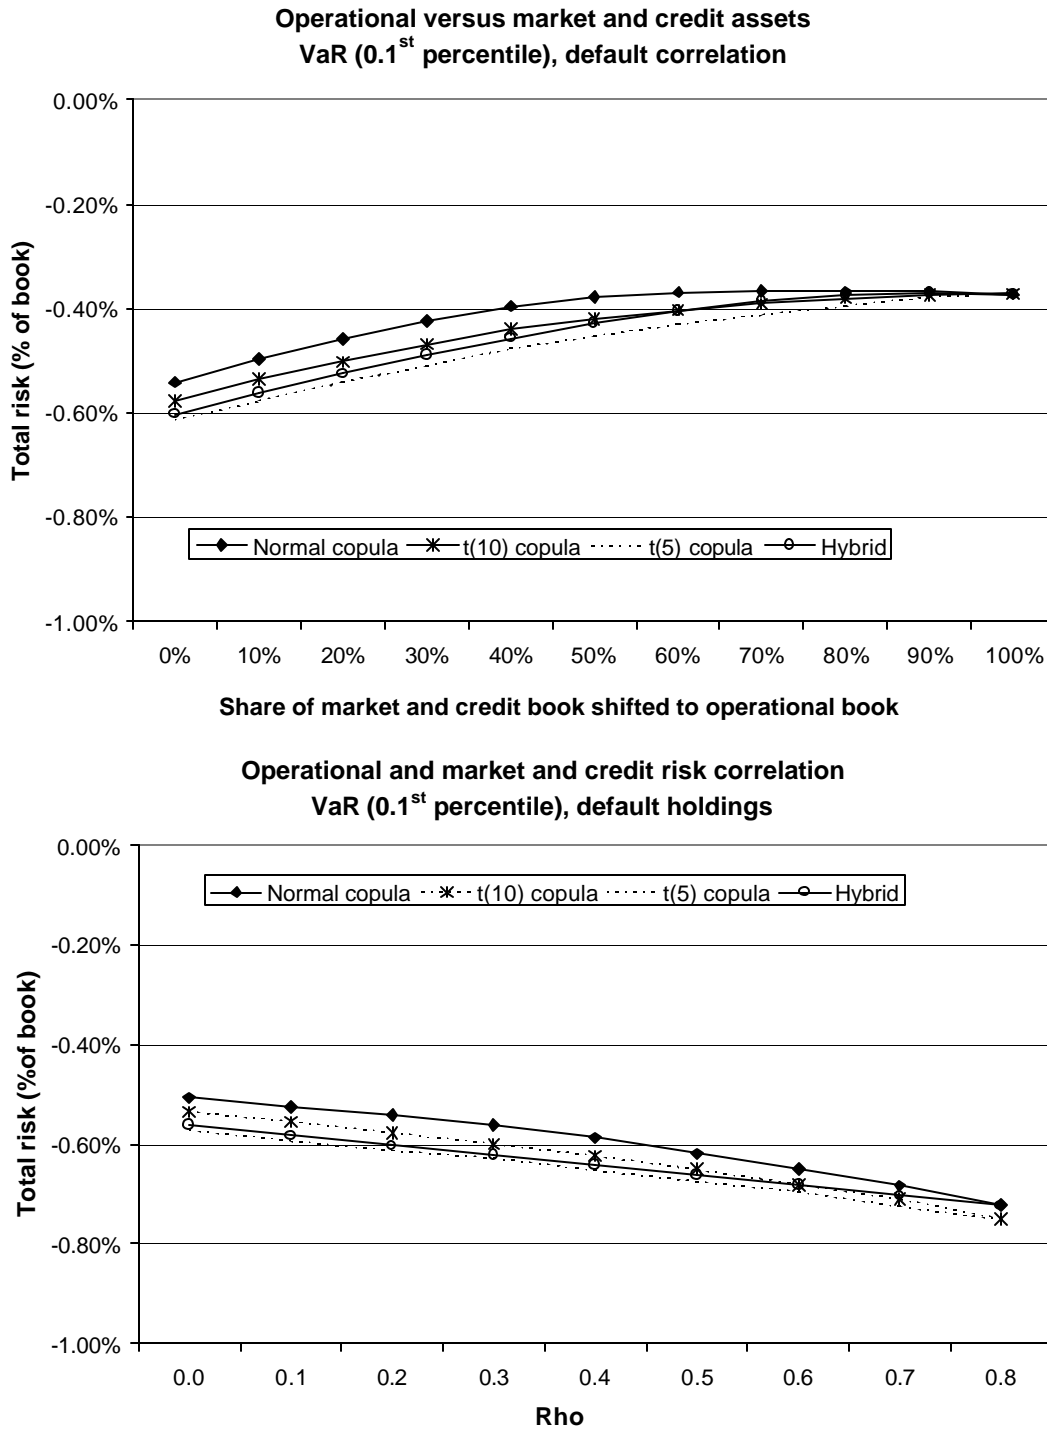 Operational versus market and credit assets
VaR (0.1st percentile), default correlation
0.00%
-0.20%
-0.40%
-0.60%
-0.80%
-1.00%
Total risk (% of book)
Normal copula t(10) copula t(5) copula Hybrid
0% 10% 20% 30% 40% 50% 60% 70% 80% 90% 100%
Share of market and credit book shifted to operational book
Operational and market and credit risk correlation
VaR (0.1st percentile), default holdings
0.00%
-0.20%
-0.40%
-0.60%
-0.80%
-1.00%
Total risk (%of book)
Normal copula t(10) copula t(5) copula Hybrid
0.0 0.1 0.2 0.3 0.4 0.5 0.6 0.7 0.8
Rho